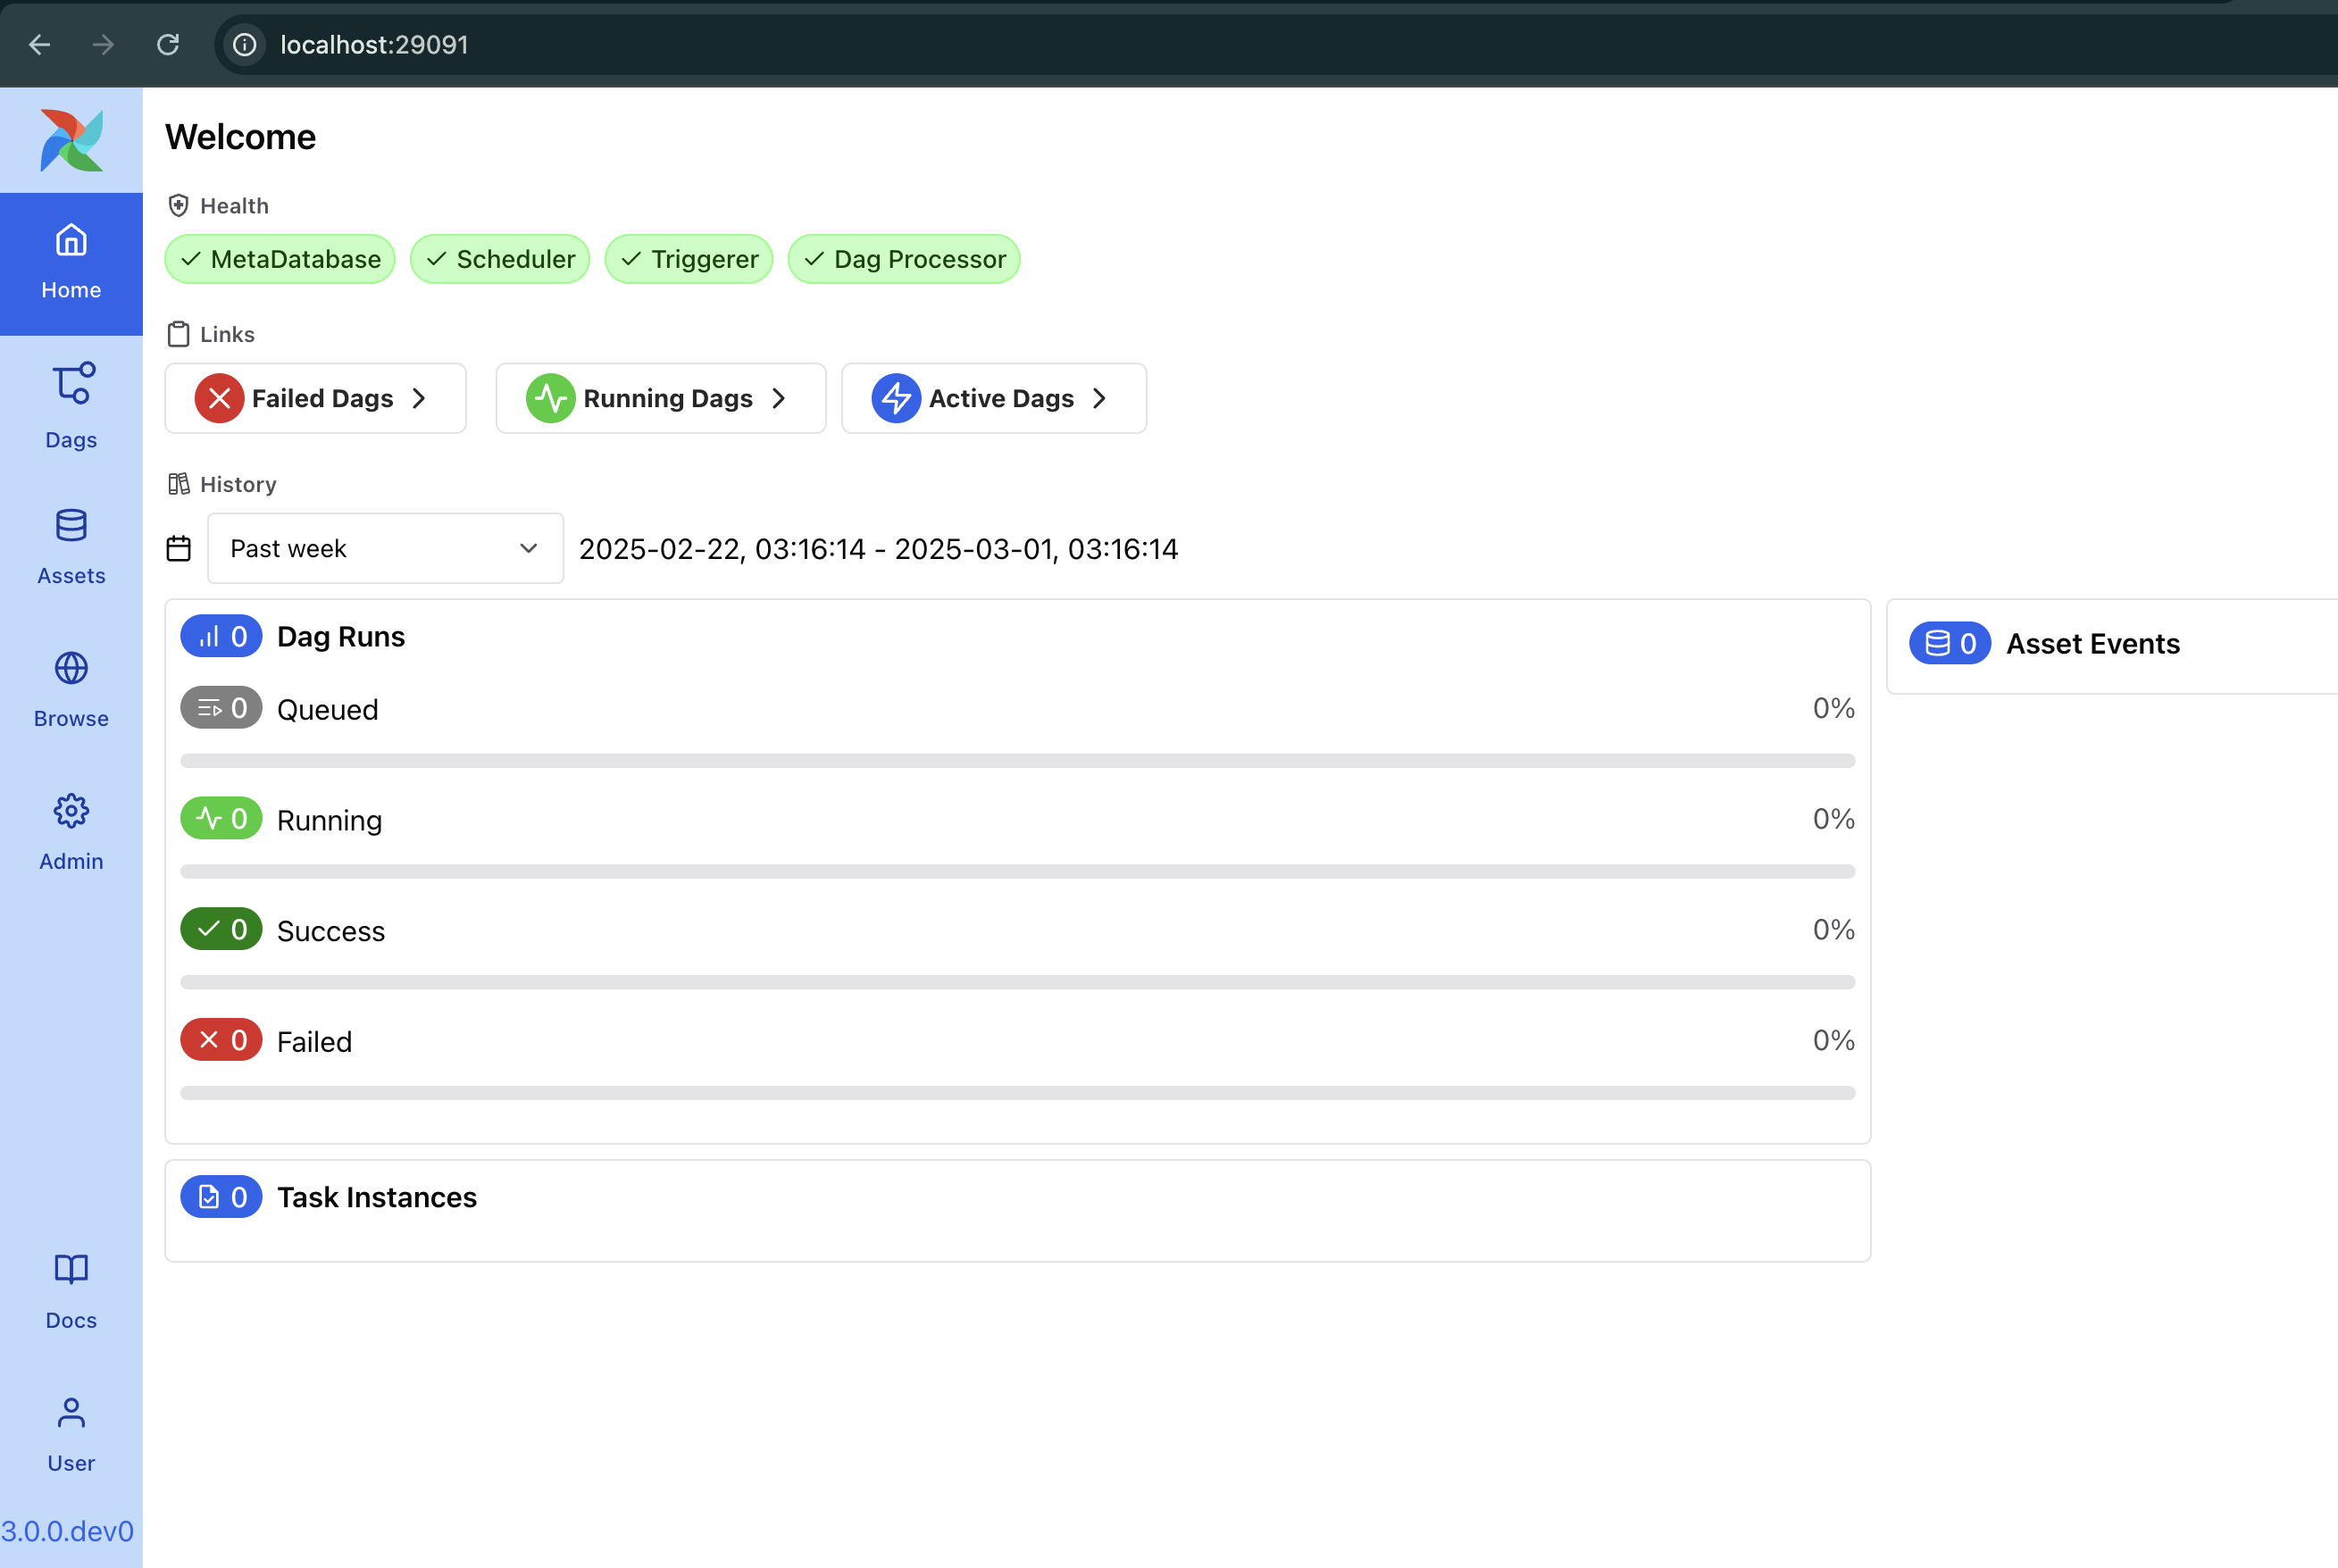 localhost:29091
Welcome
Health
MetaDatabase Scheduler Triggerer Dag Processor
Links
Failed Dags Running Dags Active Dags
History
Past week 2025-02-22, 03:16:14 - 2025-03-01, 03:16:14
0 Dag Runs
0 Queued 0%
0 Running 0%
0 Success 0%
0 Failed 0%
0 Task Instances
0 Asset Events
Home
Dags
Assets
Browse
Admin
Docs
User
3.0.0.dev0